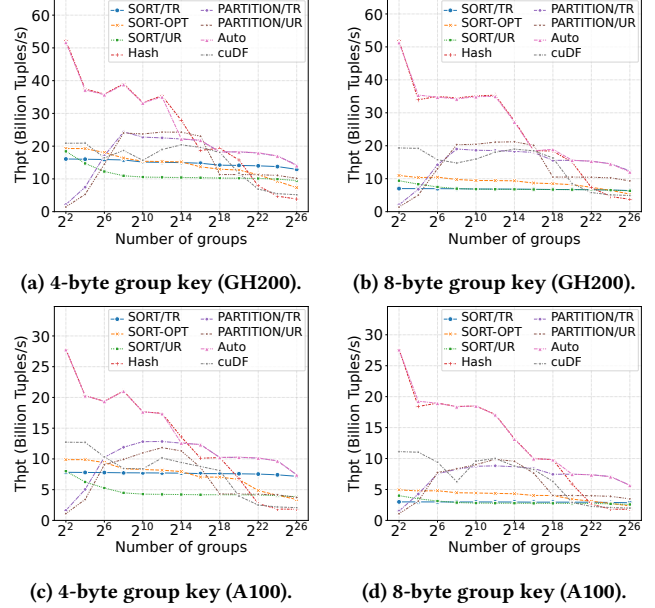 SORT/TR PARTITION/TR
SORT-OPT PARTITION/UR
SORT/UR Auto
Hash cuDF
Thpt (Billion Tuples/s)
60
50
40
30
20
10
0
2^2 2^6 2^10 2^14 2^18 2^22 2^26
Number of groups
(a) 4-byte group key (GH200).
SORT/TR PARTITION/TR
SORT-OPT PARTITION/UR
SORT/UR Auto
Hash cuDF
Thpt (Billion Tuples/s)
60
50
40
30
20
10
0
2^2 2^6 2^10 2^14 2^18 2^22 2^26
Number of groups
(b) 8-byte group key (GH200).
SORT/TR PARTITION/TR
SORT-OPT PARTITION/UR
SORT/UR Auto
Hash cuDF
Thpt (Billion Tuples/s)
30
25
20
15
10
5
0
2^2 2^6 2^10 2^14 2^18 2^22 2^26
Number of groups
(c) 4-byte group key (A100).
SORT/TR PARTITION/TR
SORT-OPT PARTITION/UR
SORT/UR Auto
Hash cuDF
Thpt (Billion Tuples/s)
30
25
20
15
10
5
0
2^2 2^6 2^10 2^14 2^18 2^22 2^26
Number of groups
(d) 8-byte group key (A100).